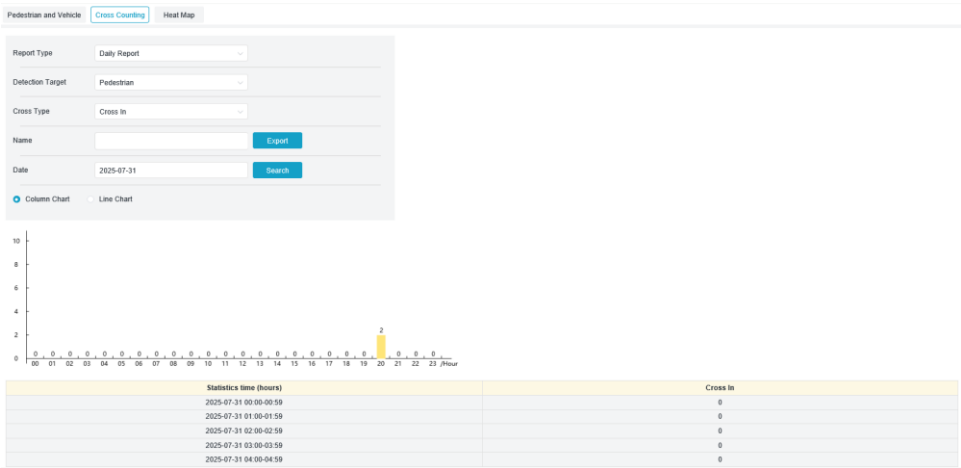 Pedestrian and Vehicle Cross Counting Heat Map
Report Type Daily Report
Detection Target Pedestrian
Cross Type Cross In
Name Export
Date 2025-07-31 Search
Column Chart Line Chart
10
8
6
4
2
2
0 0 0 0 0 0 0 0 0 0 0 0 0 0 0 0 0 0 0 0 0 0 0 0
00 01 02 03 04 05 06 07 08 09 10 11 12 13 14 15 16 17 18 19 20 21 22 23 /Hour
Statistics time (hours) Cross In
2025-07-31 00:00-00:59 0
2025-07-31 01:00-01:59 0
2025-07-31 02:00-02:59 0
2025-07-31 03:00-03:59 0
2025-07-31 04:00-04:59 0